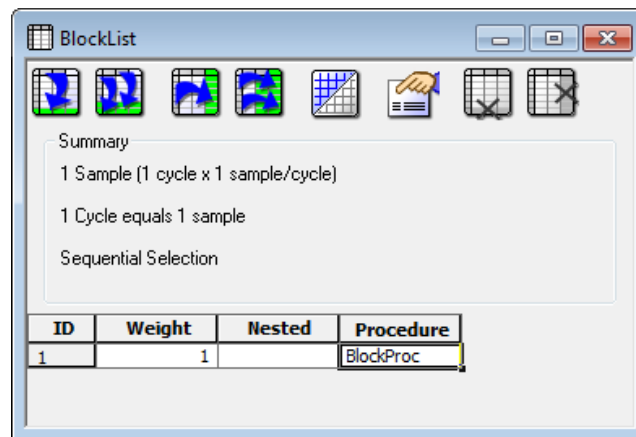 BlockList
Summary
1 Sample (1 cycle x 1 sample/cycle)
1 Cycle equals 1 sample
Sequential Selection
ID Weight Nested Procedure
1 1 BlockProc